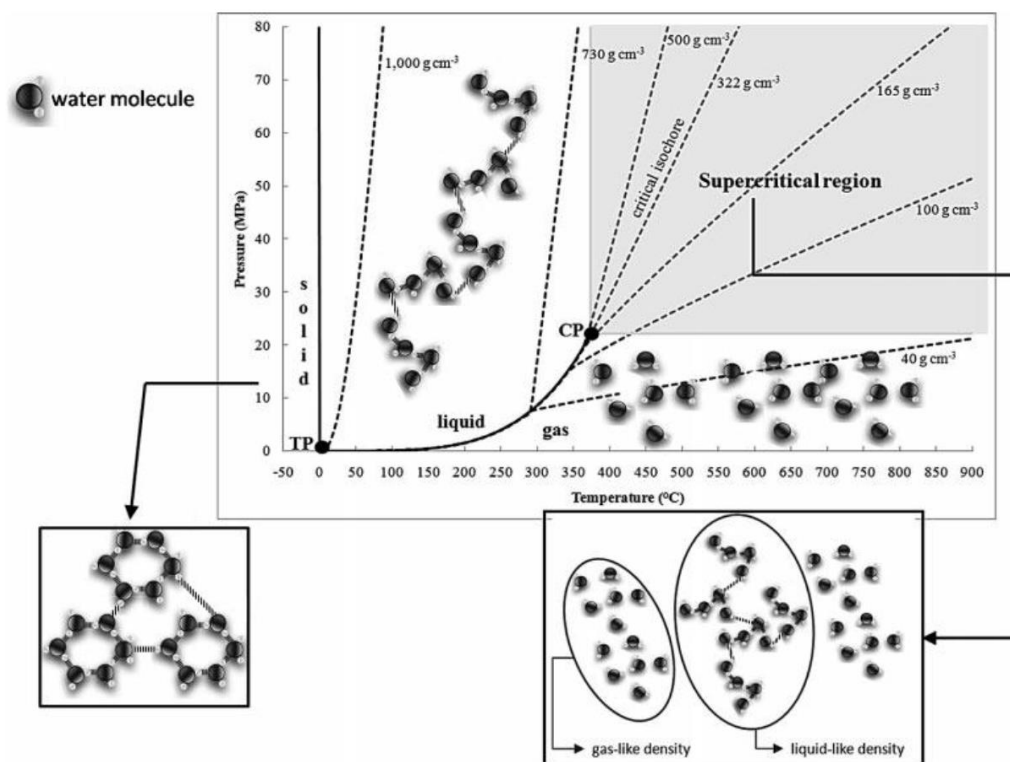 water molecule
Pressure (MPa)
80
70
60
50
40
30
20
10
0
-50 0 50 100 150 200 250 300 350 400 450 500 550 600 650 700 750 800 850 900
Temperature (°C)
1,000 g cm-3
730 g cm-3
500 g cm-3
322 g cm-3
165 g cm-3
critical isochore
Supercritical region
100 g cm-3
solid
CP
40 g cm-3
liquid
gas
TP
gas-like density
liquid-like density